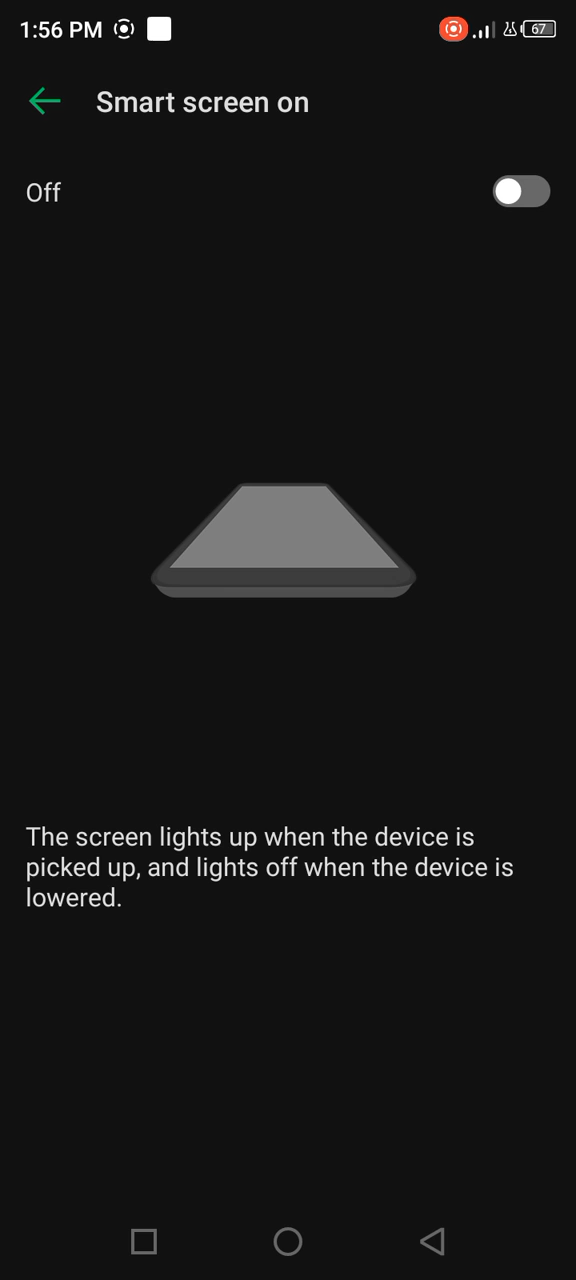 1:56 PM 67
Smart screen on
Off
The screen lights up when the device is
picked up, and lights off when the device is
lowered.